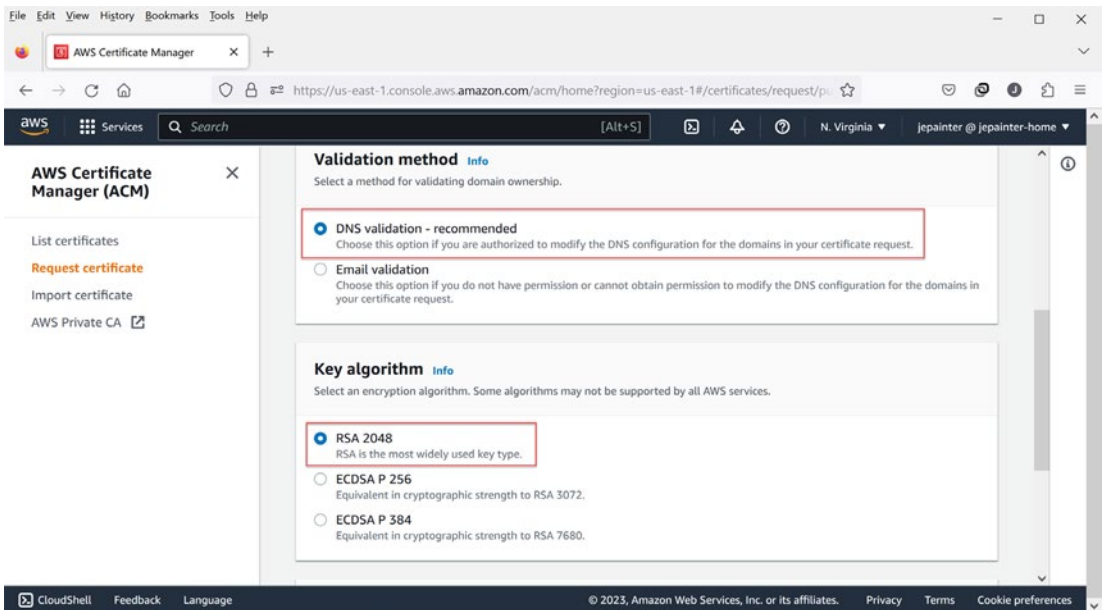 File Edit View History Bookmarks Tools Help
AWS Certificate Manager
https://us-east-1.console.aws.amazon.com/acm/home?region=us-east-1#/certificates/request/pu
aws Services Search [Alt+S] N. Virginia jepainter @ jepainter-home
AWS Certificate
Manager (ACM)
List certificates
Request certificate
Import certificate
AWS Private CA
Validation method Info
Select a method for validating domain ownership.
DNS validation - recommended
Choose this option if you are authorized to modify the DNS configuration for the domains in your certificate request.
Email validation
Choose this option if you do not have permission or cannot obtain permission to modify the DNS configuration for the domains in
your certificate request.
Key algorithm Info
Select an encryption algorithm. Some algorithms may not be supported by all AWS services.
RSA 2048
RSA is the most widely used key type.
ECDSA P 256
Equivalent in cryptographic strength to RSA 3072.
ECDSA P 384
Equivalent in cryptographic strength to RSA 7680.
CloudShell Feedback Language © 2023, Amazon Web Services, Inc. or its affiliates. Privacy Terms Cookie preferences